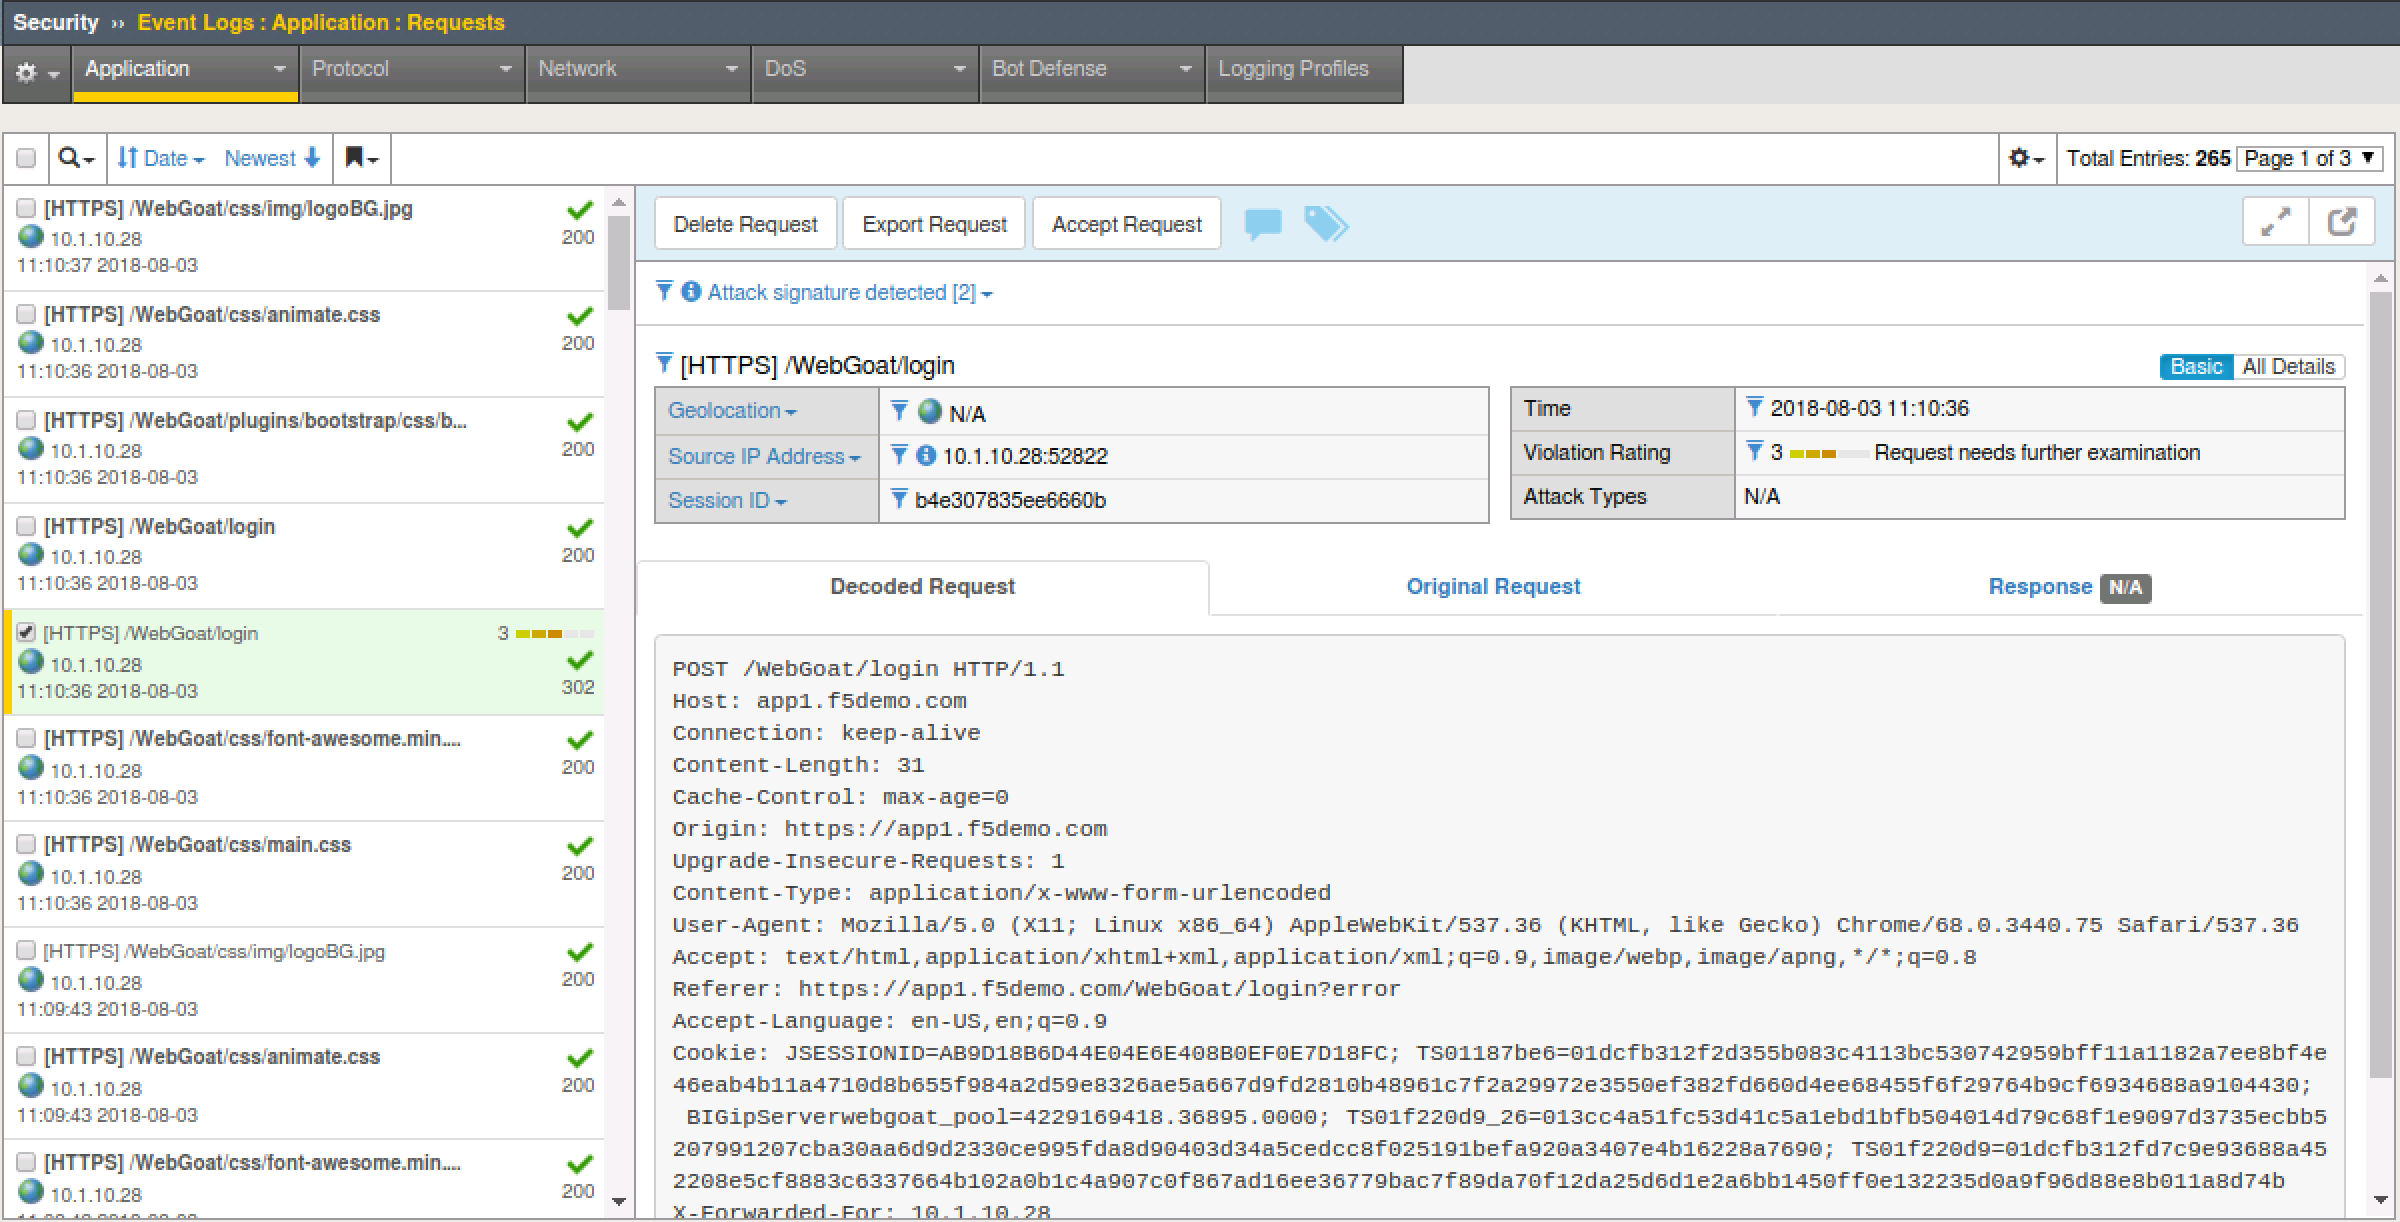 Security ›› Event Logs : Application : Requests
Application Protocol Network DoS Bot Defense Logging Profiles
Date Newest Total Entries: 265 Page 1 of 3
[HTTPS] /WebGoat/css/img/logoBG.jpg
10.1.10.28 200
11:10:37 2018-08-03
[HTTPS] /WebGoat/css/animate.css
10.1.10.28 200
11:10:36 2018-08-03
[HTTPS] /WebGoat/plugins/bootstrap/css/b...
10.1.10.28 200
11:10:36 2018-08-03
[HTTPS] /WebGoat/login
10.1.10.28 200
11:10:36 2018-08-03
[HTTPS] /WebGoat/login 3
10.1.10.28
11:10:36 2018-08-03 302
[HTTPS] /WebGoat/css/font-awesome.min....
10.1.10.28 200
11:10:36 2018-08-03
[HTTPS] /WebGoat/css/main.css
10.1.10.28 200
11:10:36 2018-08-03
[HTTPS] /WebGoat/css/img/logoBG.jpg
10.1.10.28 200
11:09:43 2018-08-03
[HTTPS] /WebGoat/css/animate.css
10.1.10.28 200
11:09:43 2018-08-03
[HTTPS] /WebGoat/css/font-awesome.min....
10.1.10.28 200
Delete Request Export Request Accept Request
Attack signature detected [2]
[HTTPS] /WebGoat/login Basic All Details
Geolocation N/A
Source IP Address 10.1.10.28:52822
Session ID b4e307835ee6660b
Time 2018-08-03 11:10:36
Violation Rating 3 Request needs further examination
Attack Types N/A
Decoded Request Original Request Response N/A
POST /WebGoat/login HTTP/1.1
Host: app1.f5demo.com
Connection: keep-alive
Content-Length: 31
Cache-Control: max-age=0
Origin: https://app1.f5demo.com
Upgrade-Insecure-Requests: 1
Content-Type: application/x-www-form-urlencoded
User-Agent: Mozilla/5.0 (X11; Linux x86_64) AppleWebKit/537.36 (KHTML, like Gecko) Chrome/68.0.3440.75 Safari/537.36
Accept: text/html,application/xhtml+xml,application/xml;q=0.9,image/webp,image/apng,*/*;q=0.8
Referer: https://app1.f5demo.com/WebGoat/login?error
Accept-Language: en-US,en;q=0.9
Cookie: JSESSIONID=AB9D18B6D44E04E6E408B0EF0E7D18FC; TS01187be6=01dcfb312f2d355b083c4113bc530742959bff11a1182a7ee8bf4e
46eab4b11a4710d8b655f984a2d59e8326ae5a667d9fd2810b48961c7f2a29972e3550ef382fd660d4ee68455f6f29764b9cf6934688a9104430;
BIGipServerwebgoat_pool=4229169418.36895.0000; TS01f220d9_26=013cc4a51fc53d41c5a1ebd1bfb504014d79c68f1e9097d3735ecbb5
207991207cba30aa6d9d2330ce995fda8d90403d34a5cedcc8f025191befa920a3407e4b16228a7690; TS01f220d9=01dcfb312fd7c9e93688a45
2208e5cf8883c6337664b102a0b1c4a907c0f867ad16ee36779bac7f89da70f12da25d6d1e2a6bb1450ff0e132235d0a9f96d88e8b011a8d74b
X-Forwarded-For: 10.1.10.28